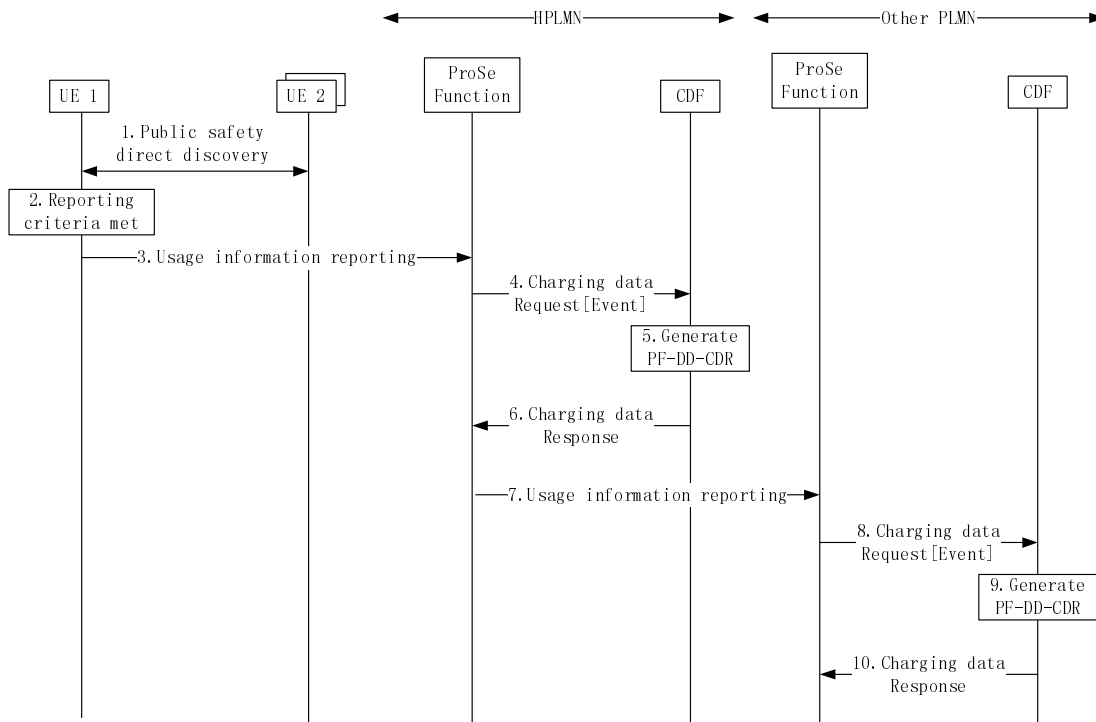 HPLMN
Other PLMN
ProSe
Function
ProSe
Function
UE 1
UE 2
CDF
CDF
1.Public safety
direct discovery
2.Reporting
criteria met
3.Usage information reporting
4.Charging data
Request[Event]
5.Generate
PF-DD-CDR
6.Charging data
Response
7.Usage information reporting
8.Charging data
Request[Event]
9.Generate
PF-DD-CDR
10.Charging data
Response